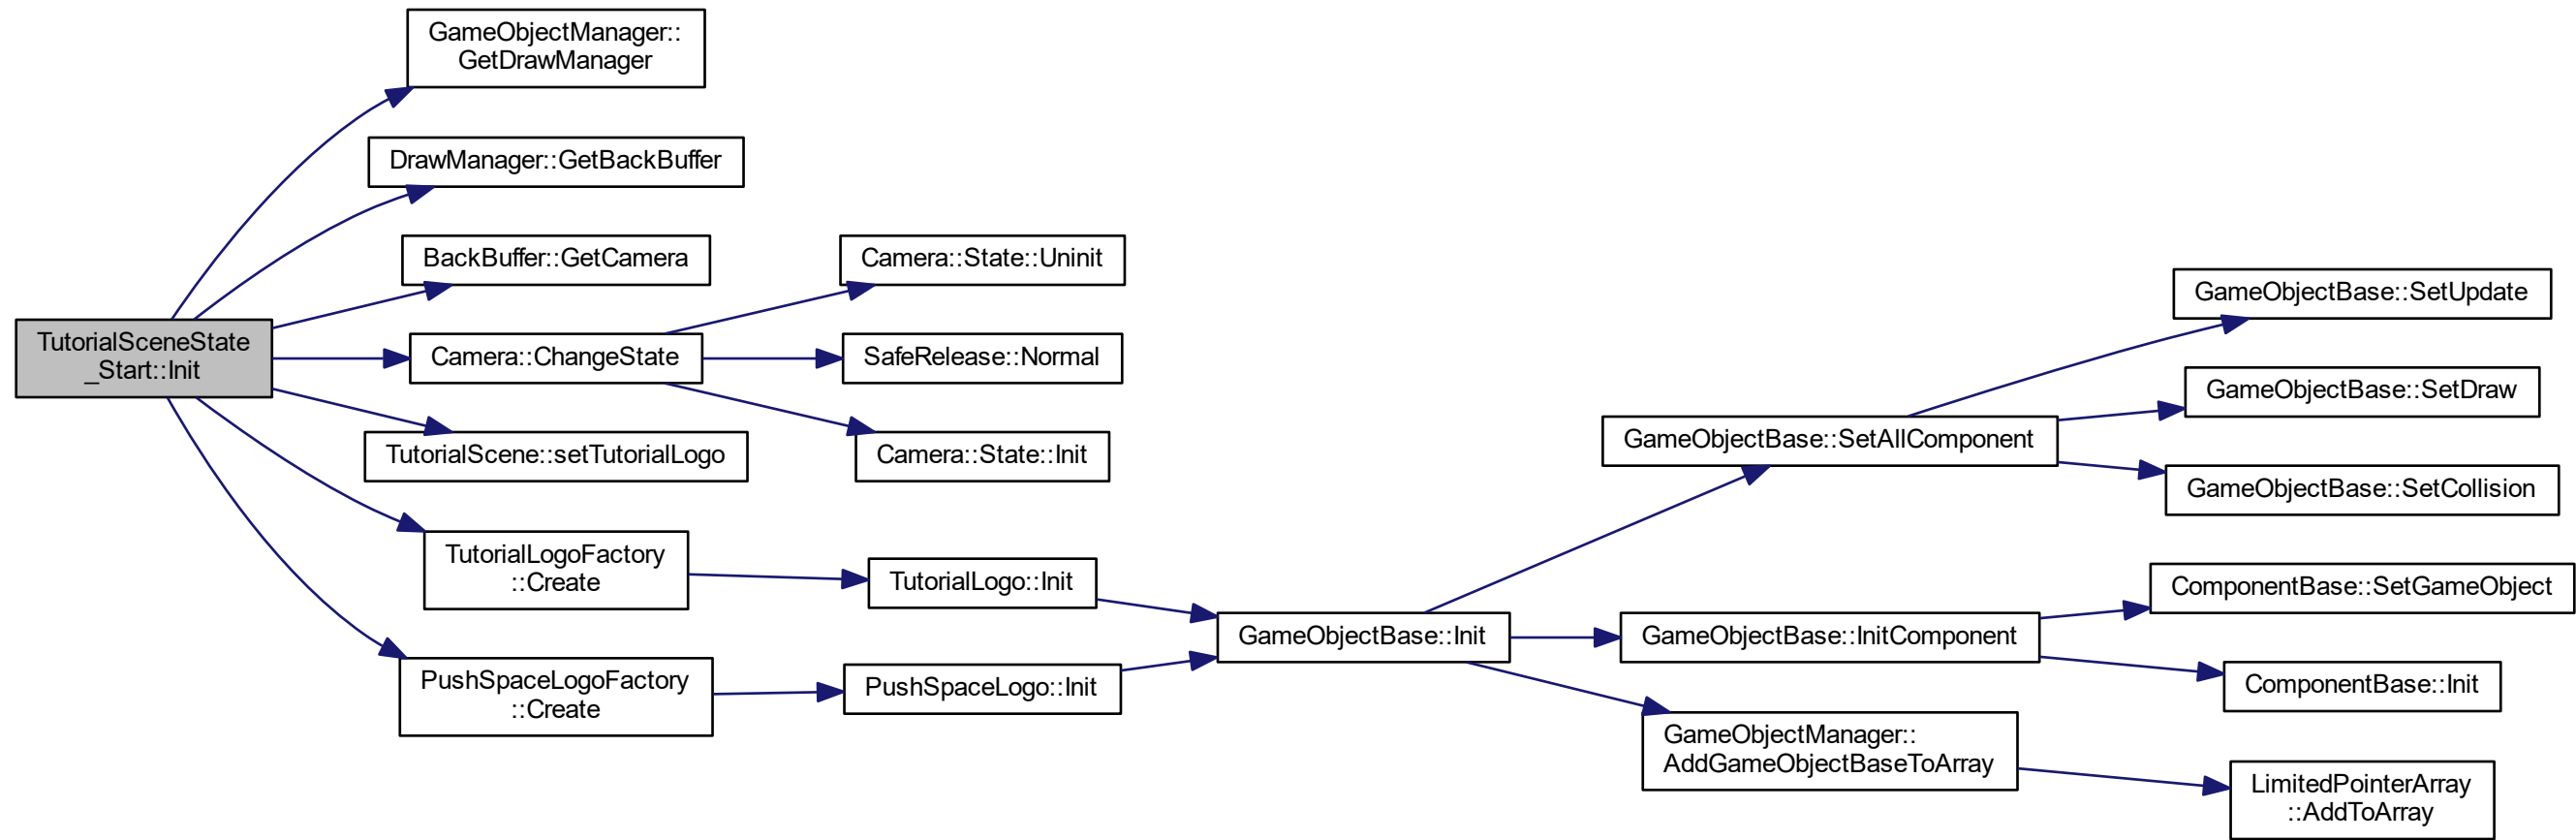 GameObjectManager::
GetDrawManager
DrawManager::GetBackBuffer
BackBuffer::GetCamera
Camera::State::Uninit
GameObjectBase::SetUpdate
TutorialSceneState
_Start::Init
Camera::ChangeState
SafeRelease::Normal
GameObjectBase::SetDraw
TutorialScene::setTutorialLogo
Camera::State::Init
GameObjectBase::SetAllComponent
GameObjectBase::SetCollision
TutorialLogoFactory
::Create
TutorialLogo::Init
ComponentBase::SetGameObject
GameObjectBase::Init
GameObjectBase::InitComponent
PushSpaceLogoFactory
::Create
PushSpaceLogo::Init
ComponentBase::Init
GameObjectManager::
AddGameObjectBaseToArray
LimitedPointerArray
::AddToArray